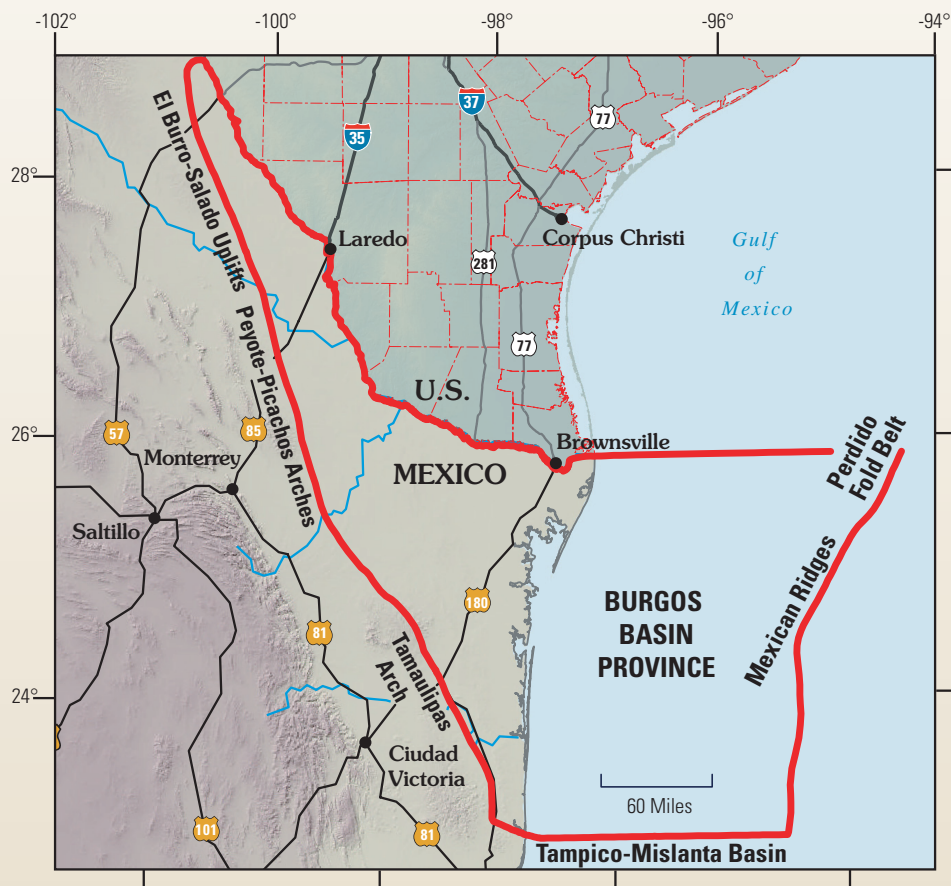 -102°
-100°
-98°
-96°
-94°
28°
26°
24°
El Burro-Salado Uplifts
Peyote-Picachos Arches
Tamaulipas
Arch
35
37
77
281
77
Laredo
Corpus Christi
Gulf
of
Mexico
U.S.
Brownsville
MEXICO
57
85
Monterrey
Saltillo
81
180
Perdido
Fold Belt
Mexican Ridges
BURGOS
BASIN
PROVINCE
Ciudad
Victoria
60 Miles
101
81
Tampico-Mislanta Basin